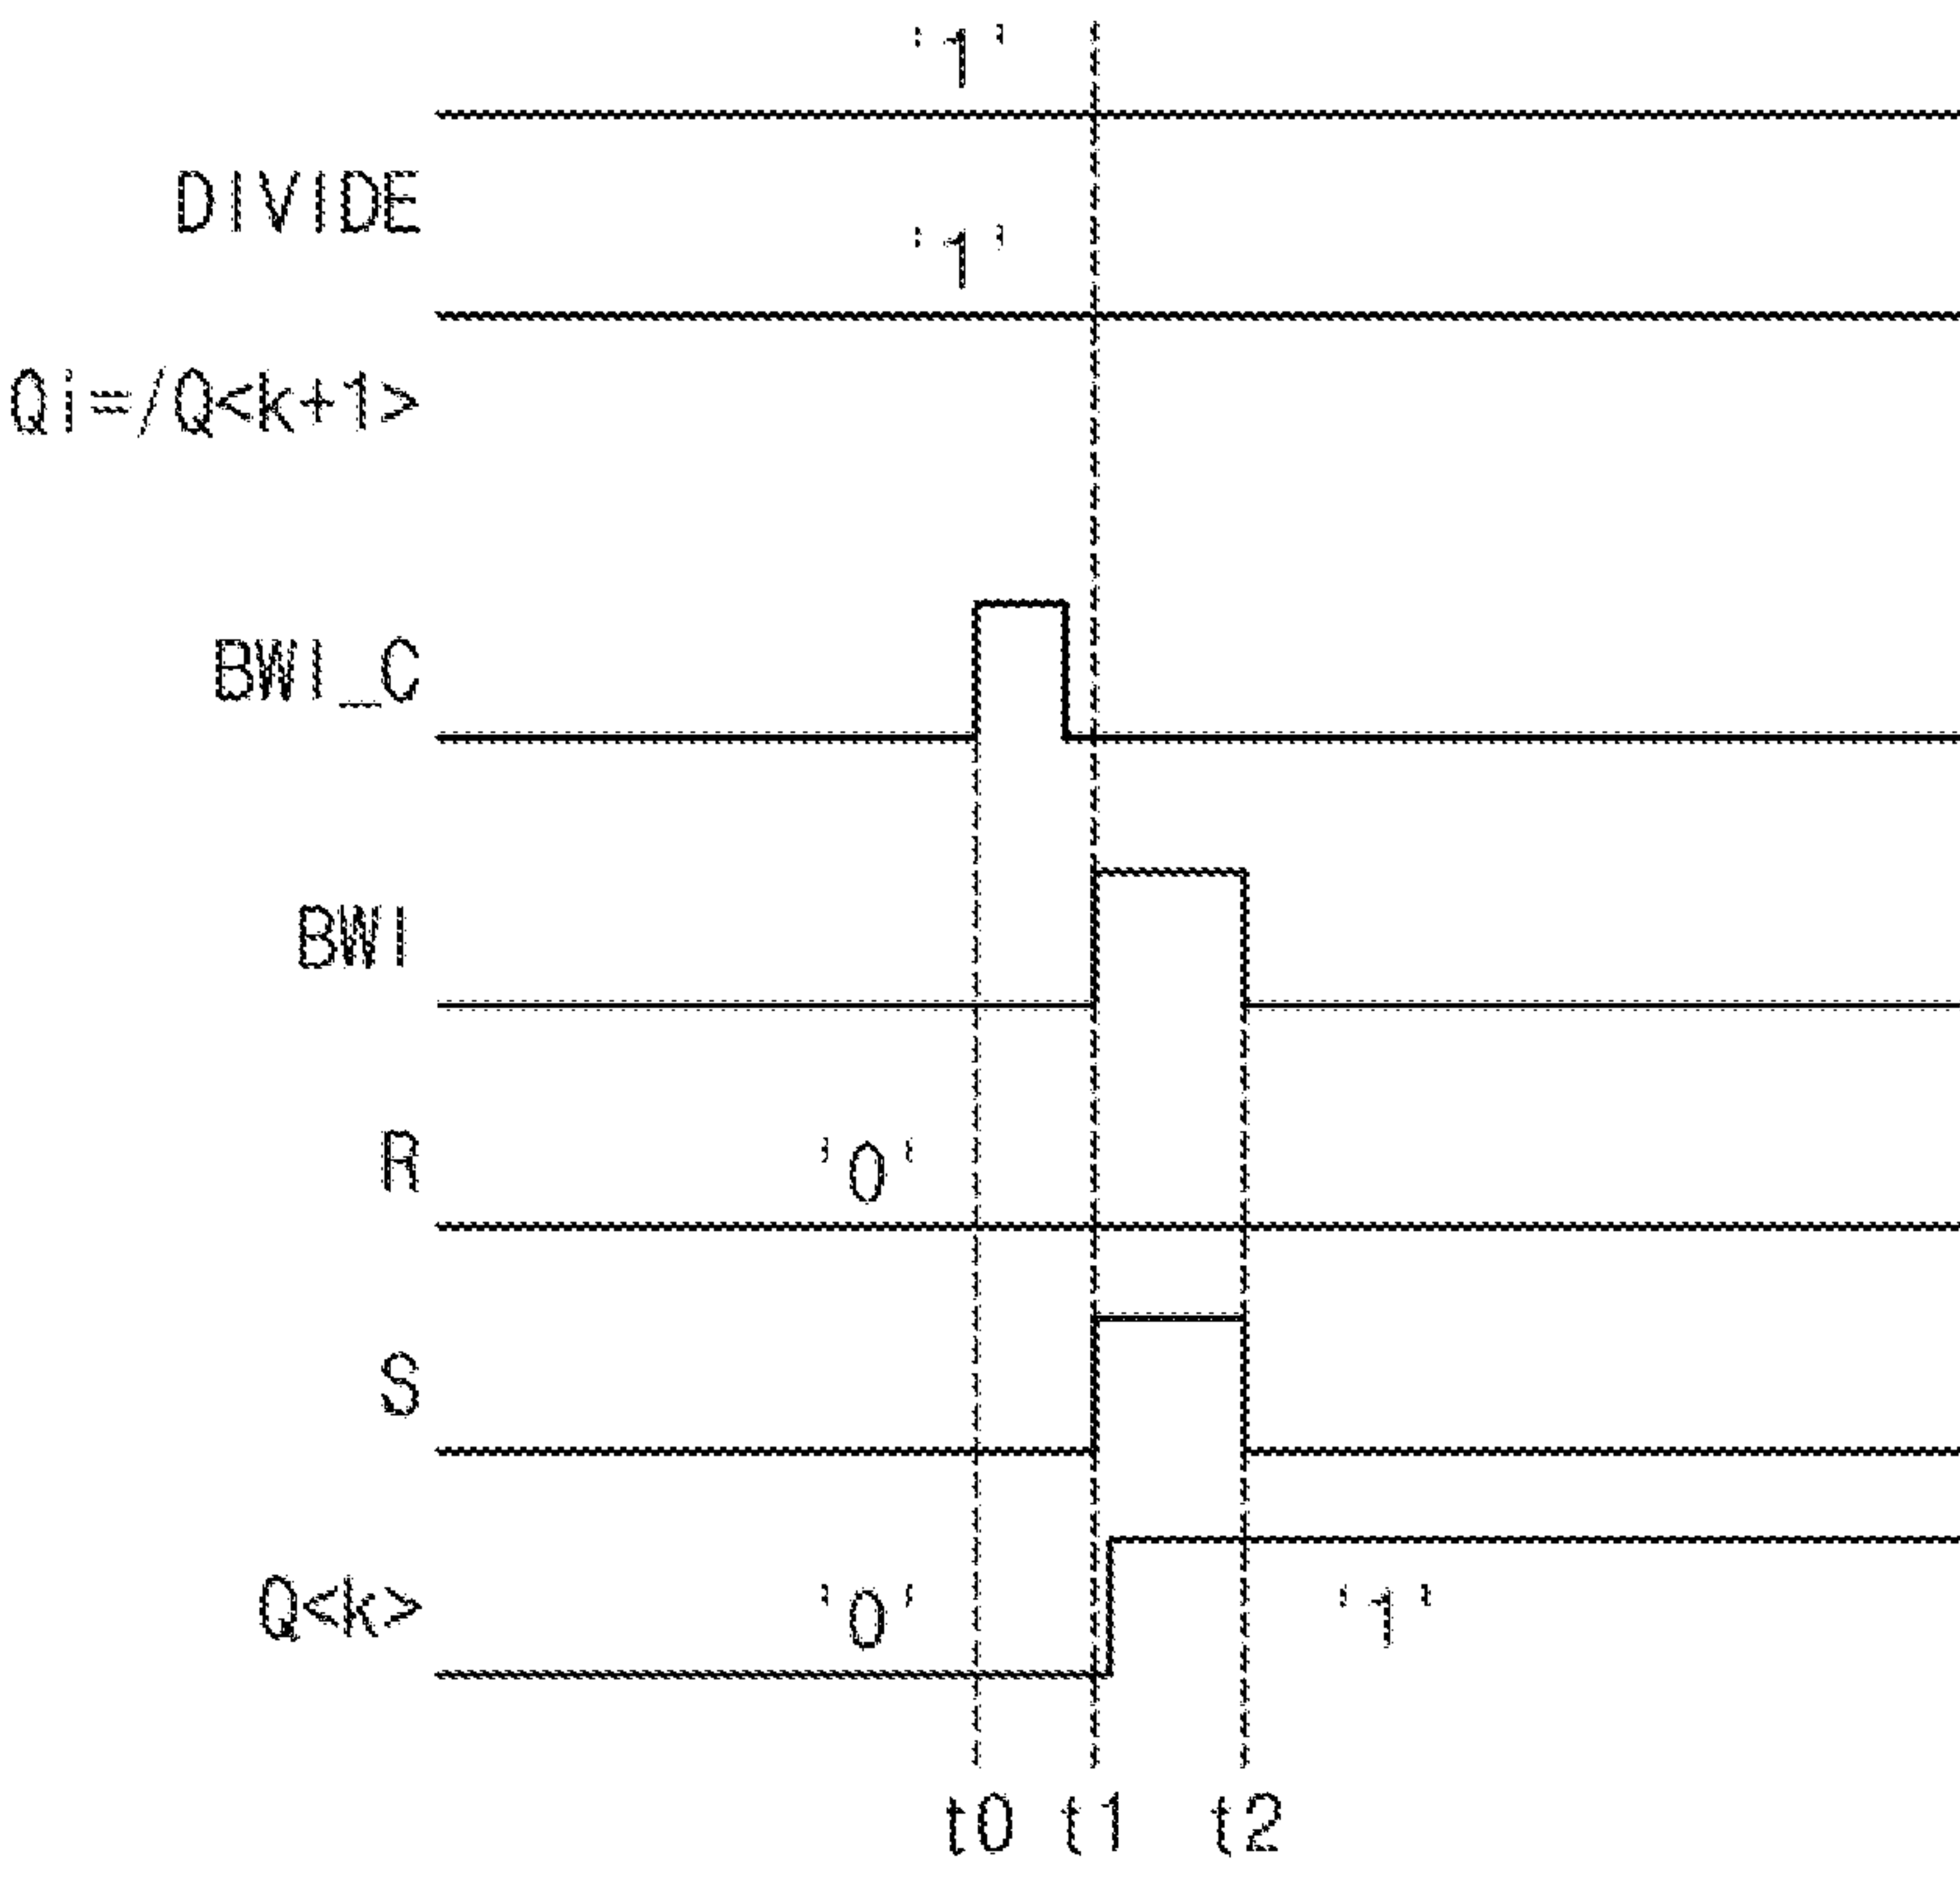 '1'
DIVIDE
'1'
Qi=/Q<k+1>
BWI_C
BWI
R '0'
S
Q<k> '0' '1'
t0 t1 t2